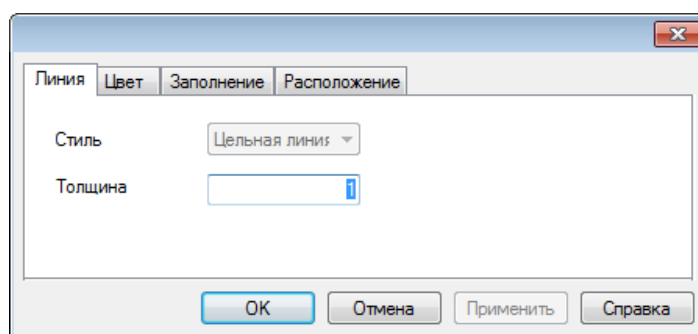 Линия Цвет Заполнение Расположение
Стиль Цельная линия
Толщина 1
OK Отмена Применить Справка